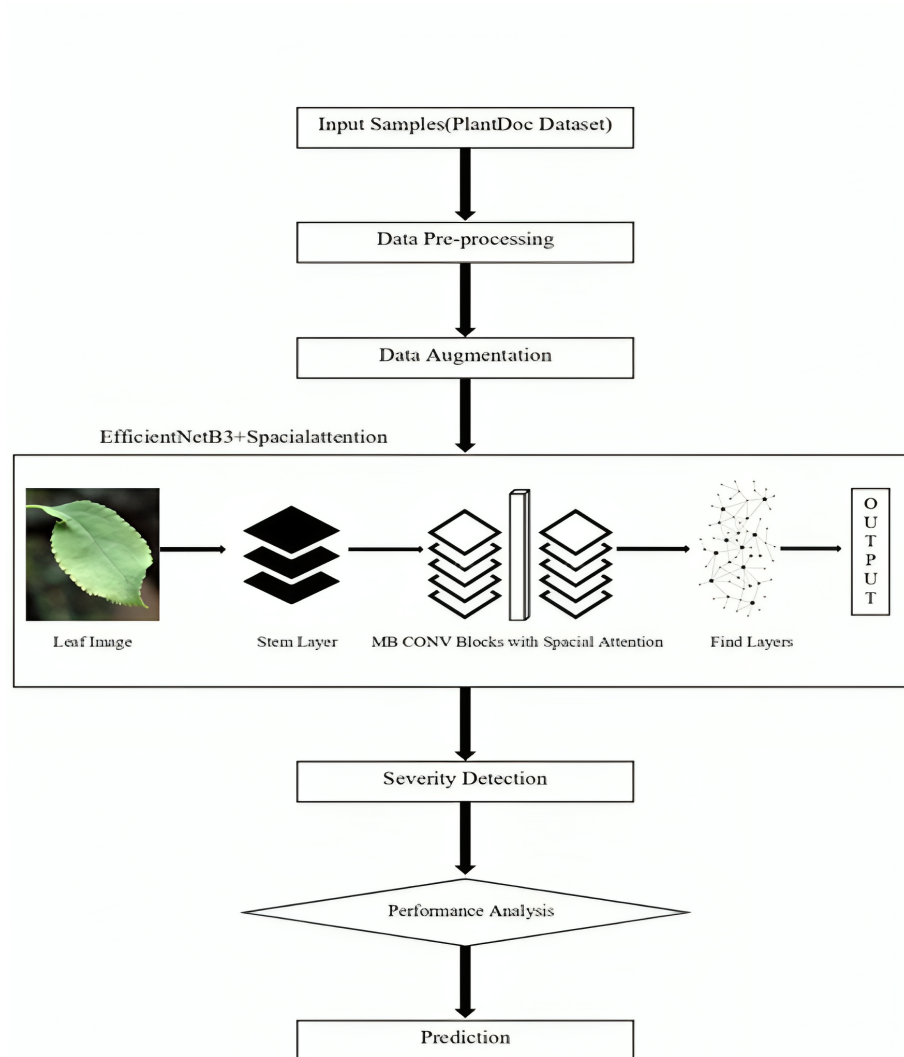 Input Samples(PlantDoc Dataset)
Data Pre-processing
Data Augmentation
EfficientNetB3+Spacialattention
OUTPUT
Leaf Image
Stem Layer
MB CONV Blocks with Spacial Attention
Find Layers
Severity Detection
Performance Analysis
Prediction